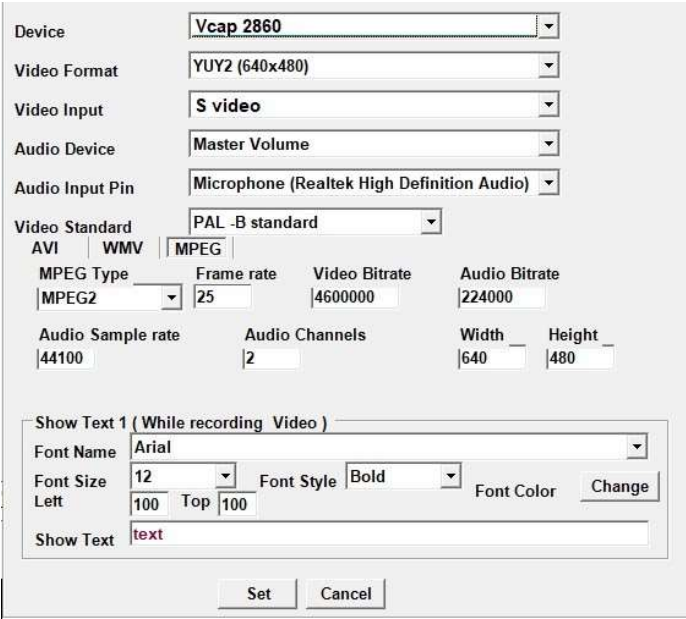 Device Vcap 2860
Video Format YUY2 (640x480)
Video Input S video
Audio Device Master Volume
Audio Input Pin Microphone (Realtek High Definition Audio)
Video Standard PAL -B standard
AVI WMV MPEG
MPEG Type Frame rate Video Bitrate Audio Bitrate
MPEG2 25 4600000 224000
Audio Sample rate Audio Channels Width Height
44100 2 640 480
Show Text 1 ( While recording Video )
Font Name Arial
Font Size 12 Font Style Bold Font Color Change
Left 100 Top 100
Show Text text
Set Cancel